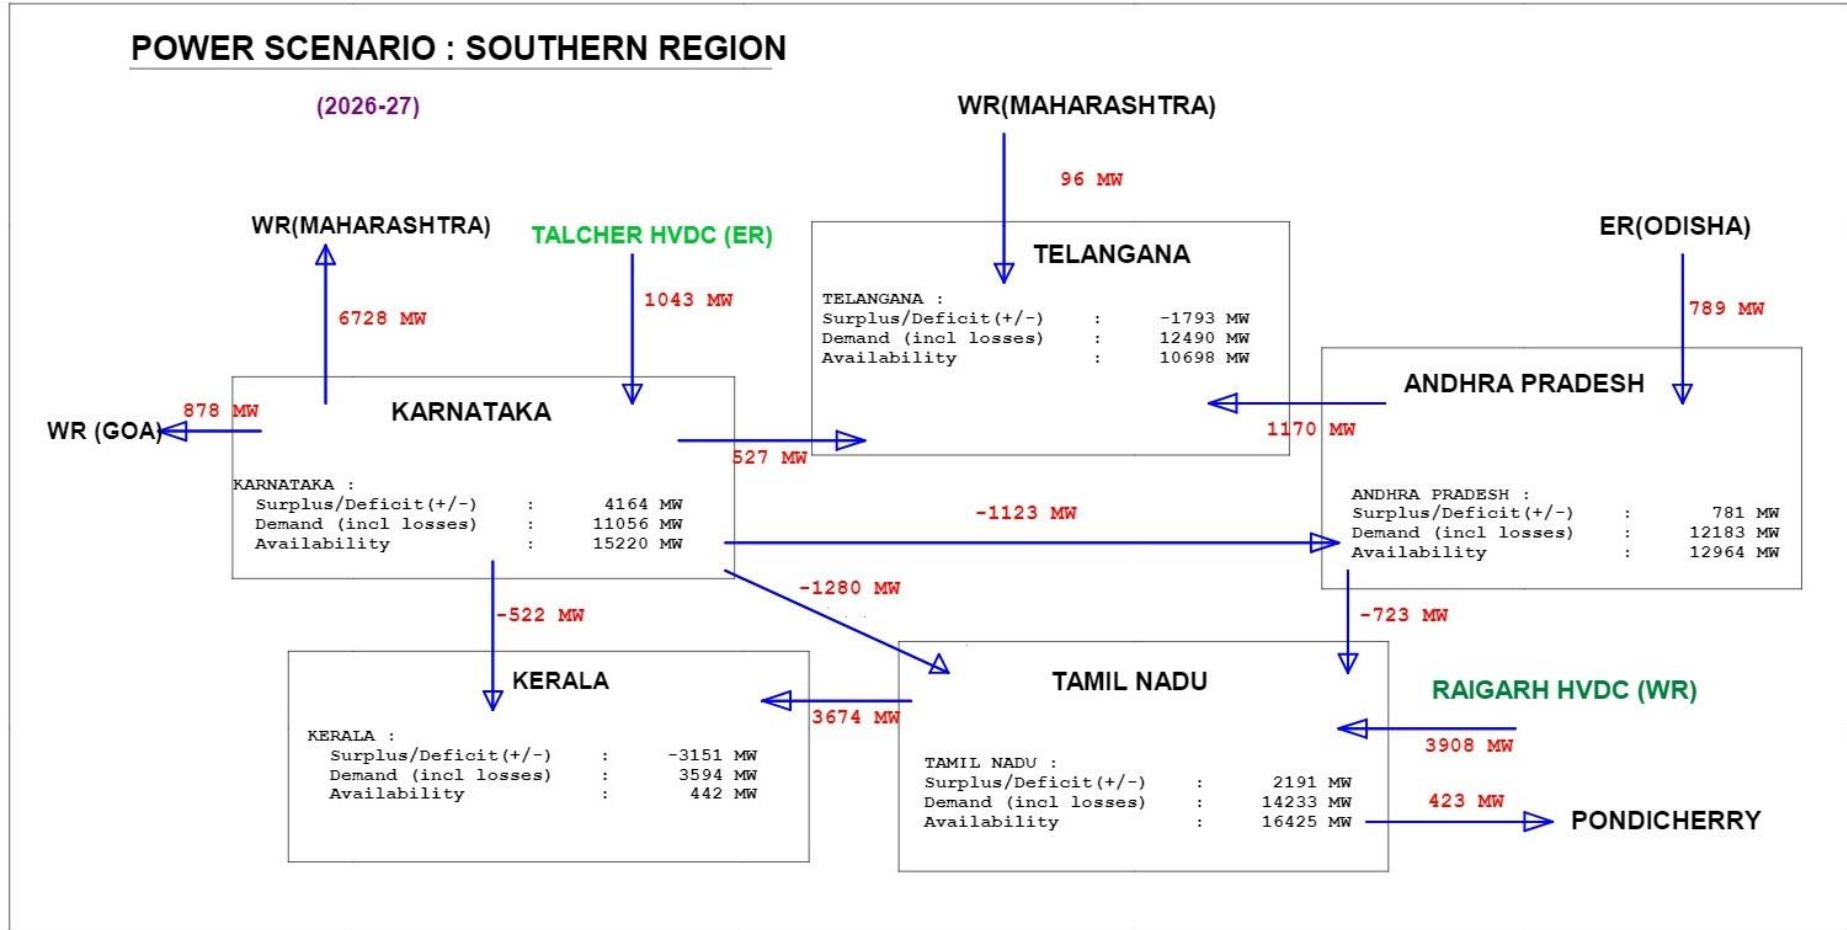 POWER SCENARIO : SOUTHERN REGION
(2026-27)
WR(MAHARASHTRA)
96 MW
WR(MAHARASHTRA)
TALCHER HVDC (ER)
ER(ODISHA)
6728 MW
1043 MW
789 MW
TELANGANA
TELANGANA :
Surplus/Deficit(+/-) : -1793 MW
Demand (incl losses) : 12490 MW
Availability : 10698 MW
WR (GOA)
878 MW
KARNATAKA
527 MW
1170 MW
ANDHRA PRADESH
KARNATAKA :
Surplus/Deficit(+/-) : 4164 MW
Demand (incl losses) : 11056 MW
Availability : 15220 MW
-1123 MW
ANDHRA PRADESH :
Surplus/Deficit(+/-) : 781 MW
Demand (incl losses) : 12183 MW
Availability : 12964 MW
-522 MW
-1280 MW
-723 MW
KERALA
3674 MW
TAMIL NADU
RAIGARH HVDC (WR)
3908 MW
KERALA :
Surplus/Deficit(+/-) : -3151 MW
Demand (incl losses) : 3594 MW
Availability : 442 MW
TAMIL NADU :
Surplus/Deficit(+/-) : 2191 MW
Demand (incl losses) : 14233 MW
Availability : 16425 MW
423 MW
PONDICHERRY